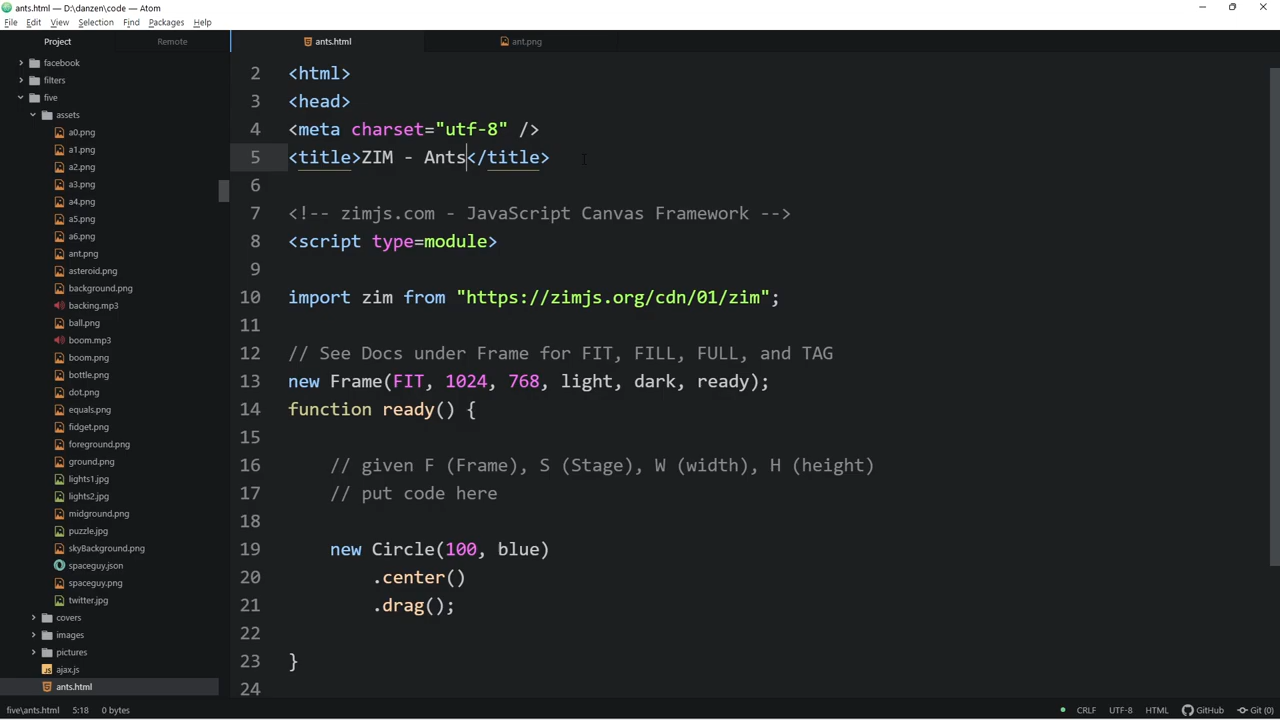 ants.html — D:\danzen\code — Atom
File Edit View Selection Find Packages Help
Project Remote
ants.html ant.png
facebook
filters
five
assets
a0.png
a1.png
a2.png
a3.png
a4.png
a5.png
a6.png
ant.png
asteroid.png
background.png
backing.mp3
ball.png
boom.mp3
boom.png
bottle.png
dot.png
equals.png
fidget.png
foreground.png
ground.png
lights1.jpg
lights2.jpg
midground.png
puzzle.jpg
skyBackground.png
spaceguy.json
spaceguy.png
twitter.jpg
covers
images
pictures
JS ajax.js
ants.html
2 <html>
3 <head>
4 <meta charset="utf-8" />
5 <title>ZIM - Ants</title>
6
7 <!-- zimjs.com - JavaScript Canvas Framework -->
8 <script type=module>
9
10 import zim from "https://zimjs.org/cdn/01/zim";
11
12 // See Docs under Frame for FIT, FILL, FULL, and TAG
13 new Frame(FIT, 1024, 768, light, dark, ready);
14 function ready() {
15
16 // given F (Frame), S (Stage), W (width), H (height)
17 // put code here
18
19 new Circle(100, blue)
20 .center()
21 .drag();
22
23 }
24
five\ants.html 5:18 0 bytes CRLF UTF-8 HTML GitHub Git (0)